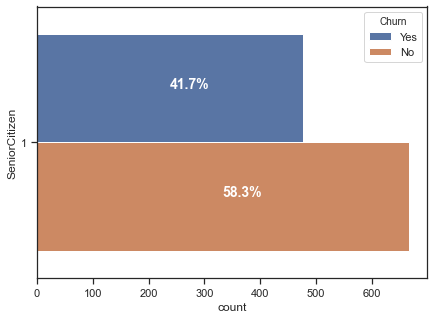 Churn
Yes
No
41.7%
SeniorCitizen
1
58.3%
0 100 200 300 400 500 600
count